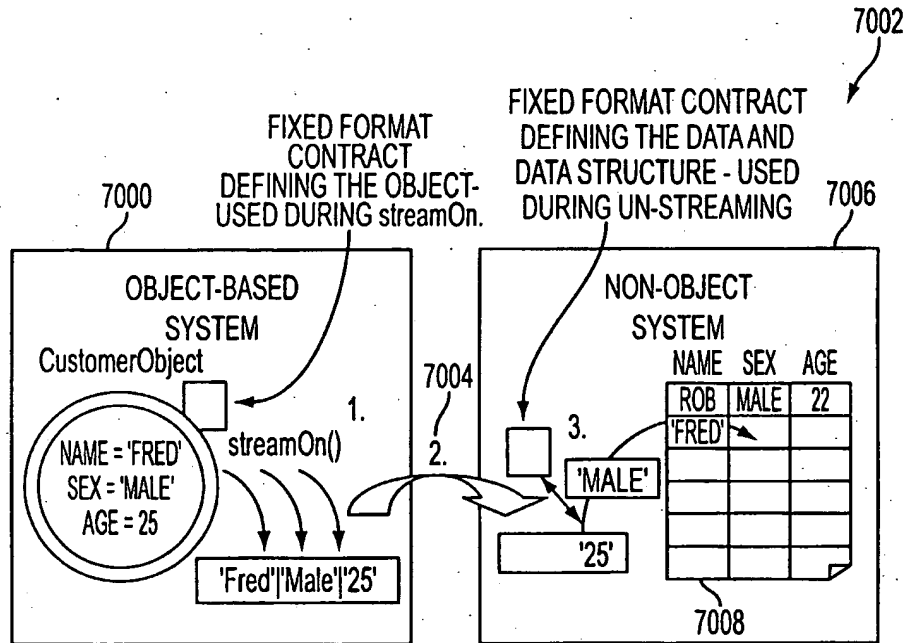 7002
FIXED FORMAT
CONTRACT
DEFINING THE OBJECT-
USED DURING streamOn.
FIXED FORMAT CONTRACT
DEFINING THE DATA AND
DATA STRUCTURE - USED
DURING UN-STREAMING
7000
7006
OBJECT-BASED
SYSTEM
CustomerObject
1.
NAME = 'FRED'
SEX = 'MALE'
AGE = 25
streamOn()
'Fred'|'Male'|'25'
7004
2.
NON-OBJECT
SYSTEM
NAME SEX AGE
ROB MALE 22
'FRED'
3.
'MALE'
'25'
7008